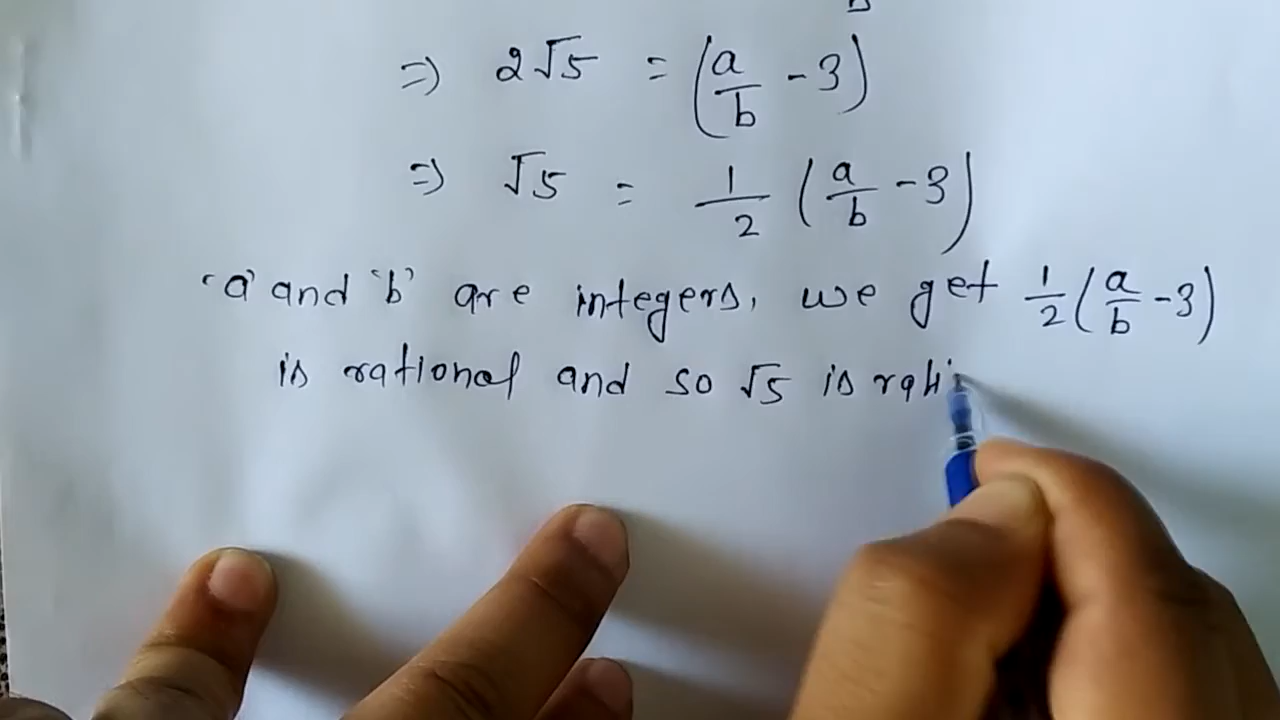 ⇒ 2√5 = (a/b - 3)
⇒ √5 = 1/2 (a/b - 3)
'a' and 'b' are integers, we get 1/2 (a/b - 3)
is rational and so √5 is rati